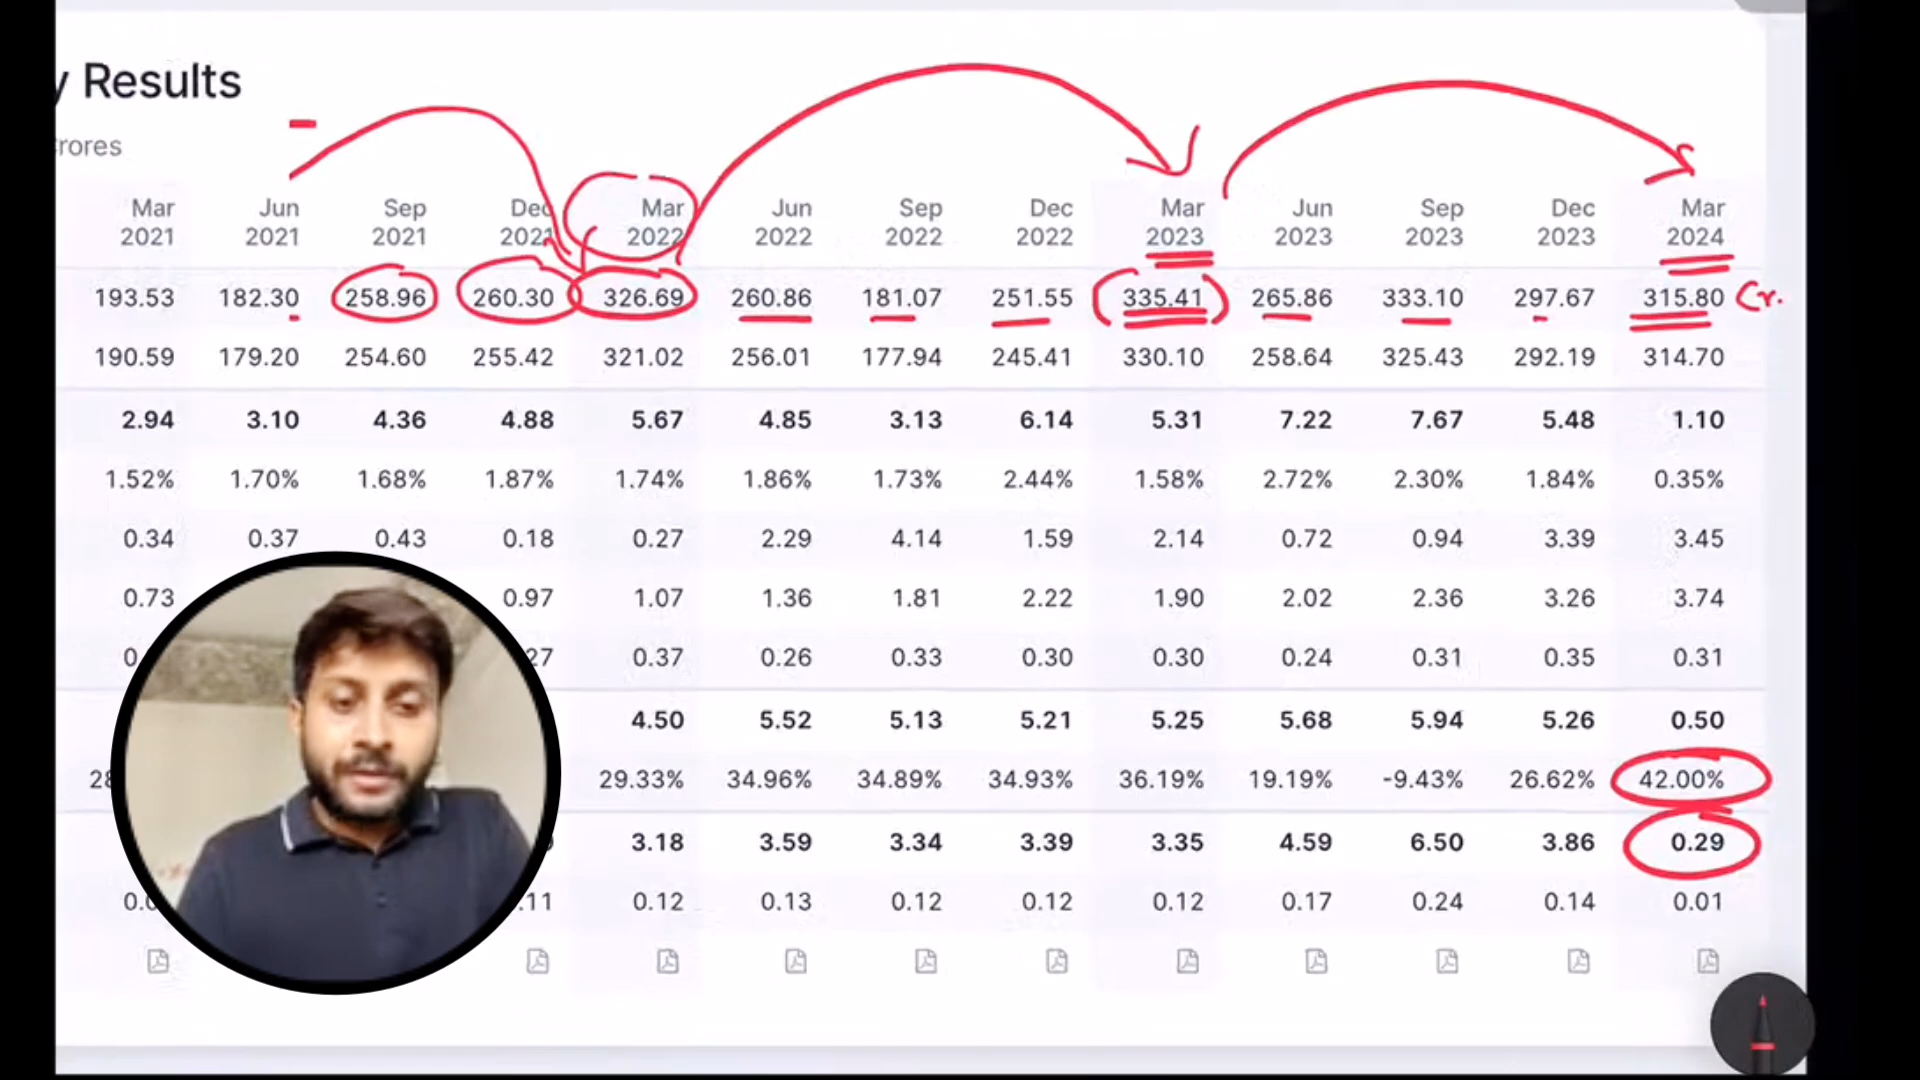 y Results
Crores
Mar Jun Sep Dec Mar Jun Sep Dec Mar Jun Sep Dec Mar
2021 2021 2021 2021 2022 2022 2022 2022 2023 2023 2023 2023 2024
193.53 182.30 258.96 260.30 326.69 260.86 181.07 251.55 335.41 265.86 333.10 297.67 315.80 Cr.
190.59 179.20 254.60 255.42 321.02 256.01 177.94 245.41 330.10 258.64 325.43 292.19 314.70
2.94 3.10 4.36 4.88 5.67 4.85 3.13 6.14 5.31 7.22 7.67 5.48 1.10
1.52% 1.70% 1.68% 1.87% 1.74% 1.86% 1.73% 2.44% 1.58% 2.72% 2.30% 1.84% 0.35%
0.34 0.37 0.43 0.18 0.27 2.29 4.14 1.59 2.14 0.72 0.94 3.39 3.45
0.73 0.97 1.07 1.36 1.81 2.22 1.90 2.02 2.36 3.26 3.74
0. 27 0.37 0.26 0.33 0.30 0.30 0.24 0.31 0.35 0.31
4.50 5.52 5.13 5.21 5.25 5.68 5.94 5.26 0.50
28 29.33% 34.96% 34.89% 34.93% 36.19% 19.19% -9.43% 26.62% 42.00%
3.18 3.59 3.34 3.39 3.35 4.59 6.50 3.86 0.29
0.0 .11 0.12 0.13 0.12 0.12 0.12 0.17 0.24 0.14 0.01